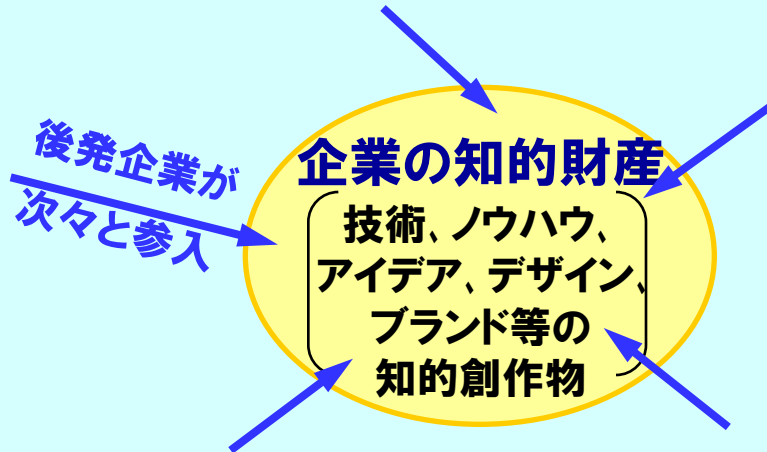 後発企業が
次々と参入
企業の知的財産
技術、ノウハウ、
アイデア、デザイン、
ブランド等の
知的創作物